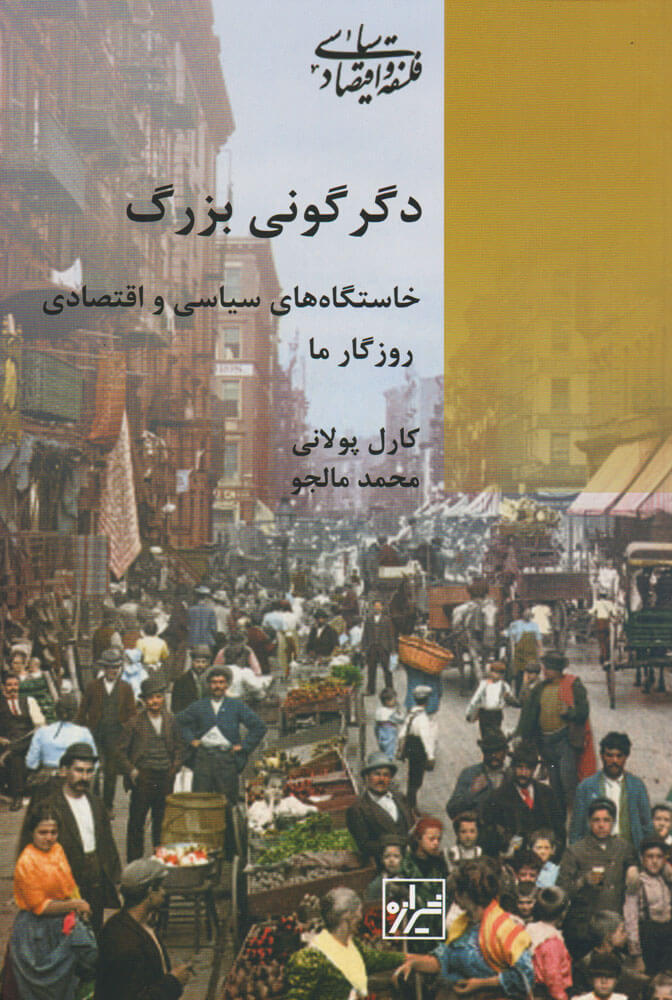 فلسفه و اقتصاد سیاسی
دگرگونی بزرگ
خاستگاه‌های سیاسی و اقتصادی
روزگار ما
کارل پولانی
محمد مالجو
شیرازه